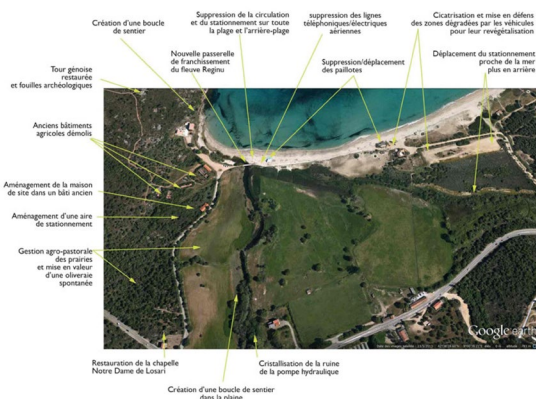 Création d'une boucle
de sentier
Suppression de la circulation
et du stationnement sur toute
la plage et l'arrière-plage
suppression des lignes
téléphoniques/électriques
aériennes
Cicatrisation et mise en défens
des zones dégradées par les véhicules
pour leur revégétalisation
Nouvelle passerelle
de franchissement
du fleuve Reginu
Suppression/déplacement
des paillotes
Déplacement du stationnement
proche de la mer
plus en arrière
Tour génoise
restaurée
et fouilles archéologiques
Anciens bâtiments
agricoles démolis
Aménagement de la maison
de site dans un bâti ancien
Aménagement d'une aire
de stationnement
Gestion agro-pastorale
des prairies
et mise en valeur
d'une oliveraie
spontanée
Google earth
Restauration de la chapelle
Notre Dame de Losari
Cristallisation de la ruine
de la pompe hydraulique
Création d'une boucle de sentier
dans la plaine